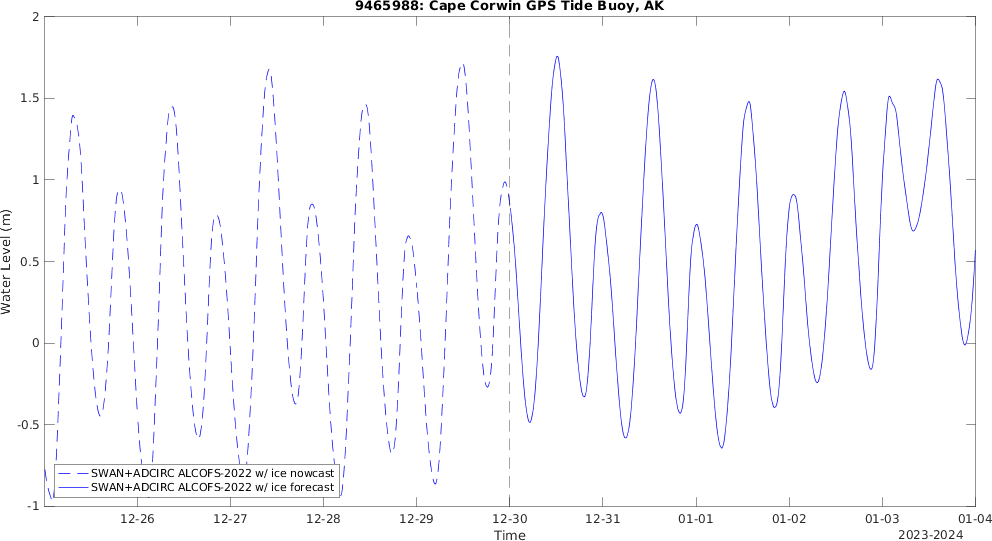 9465988: Cape Corwin GPS Tide Buoy, AK
Water Level (m)
2
1.5
1
0.5
0
-0.5
-1
SWAN+ADCIRC ALCOFS-2022 w/ ice nowcast
SWAN+ADCIRC ALCOFS-2022 w/ ice forecast
12-26 12-27 12-28 12-29 12-30 12-31 01-01 01-02 01-03 01-04
Time
2023-2024